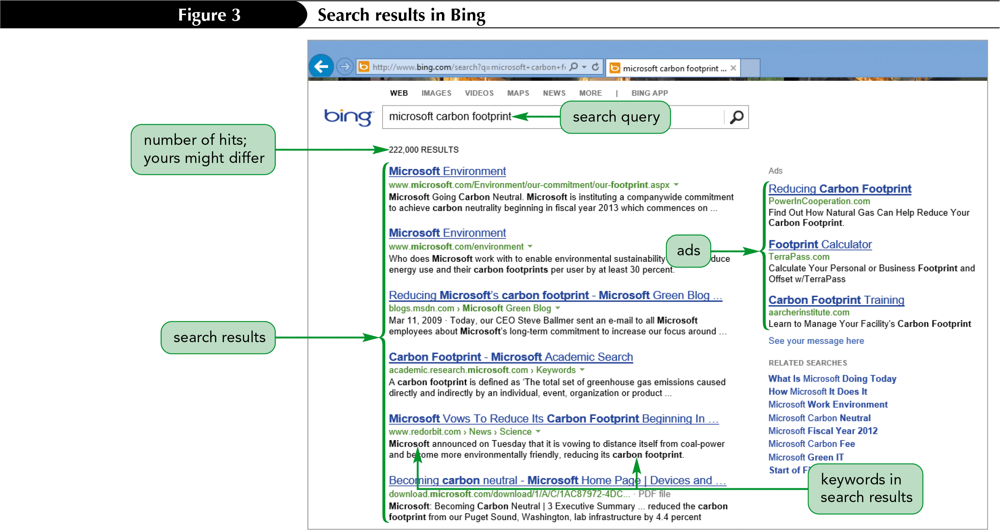 Figure 3 Search results in Bing
http://www.bing.com/search?q=microsoft+carbon+f
microsoft carbon footprint ...
WEB IMAGES VIDEOS MAPS NEWS MORE | BING APP
bing
microsoft carbon footprint
search query
number of hits;
yours might differ
222,000 RESULTS
Microsoft Environment
www.microsoft.com/Environment/our-commitment/our-footprint.aspx
Microsoft Going Carbon Neutral. Microsoft is instituting a companywide commitment
to achieve carbon neutrality beginning in fiscal year 2013 which commences on ...
Microsoft Environment
www.microsoft.com/environment
Who does Microsoft work with to enable environmental sustainability
energy use and their carbon footprints per user by at least 30 percent.
Reducing Microsoft's carbon footprint - Microsoft Green Blog ...
blogs.msdn.com › Microsoft Green Blog
Mar 11, 2009 · Today, our CEO Steve Ballmer sent an e-mail to all Microsoft
employees about Microsoft's long-term commitment to increase our focus around ...
search results
Carbon Footprint - Microsoft Academic Search
academic.research.microsoft.com › Keywords
A carbon footprint is defined as 'The total set of greenhouse gas emissions caused
directly and indirectly by an individual, event, organization or product ...
Microsoft Vows To Reduce Its Carbon Footprint Beginning In ...
www.redorbit.com › News › Science
Microsoft announced on Tuesday that it is vowing to distance itself from coal-power
and become more environmentally friendly, reducing its carbon footprint.
Becoming carbon neutral - Microsoft Home Page | Devices and ...
download.microsoft.com/download/1/A/C/1AC87972-4DC... · PDF file
Microsoft: Becoming Carbon Neutral | 3 Executive Summary ... reduced the carbon
footprint from our Puget Sound, Washington, lab infrastructure by 4.4 percent
Ads
ads
Reducing Carbon Footprint
PowerInCooperation.com
Find Out How Natural Gas Can Help Reduce Your
Carbon Footprint.
Footprint Calculator
TerraPass.com
Calculate Your Personal or Business Footprint and
Offset w/TerraPass
Carbon Footprint Training
aarcherinstitute.com
Learn to Manage Your Facility's Carbon Footprint
See your message here
RELATED SEARCHES
What Is Microsoft Doing Today
How Microsoft It Does It
Microsoft Work Environment
Microsoft Carbon Neutral
Microsoft Fiscal Year 2012
Microsoft Carbon Fee
Microsoft Green IT
Start of
keywords in
search results